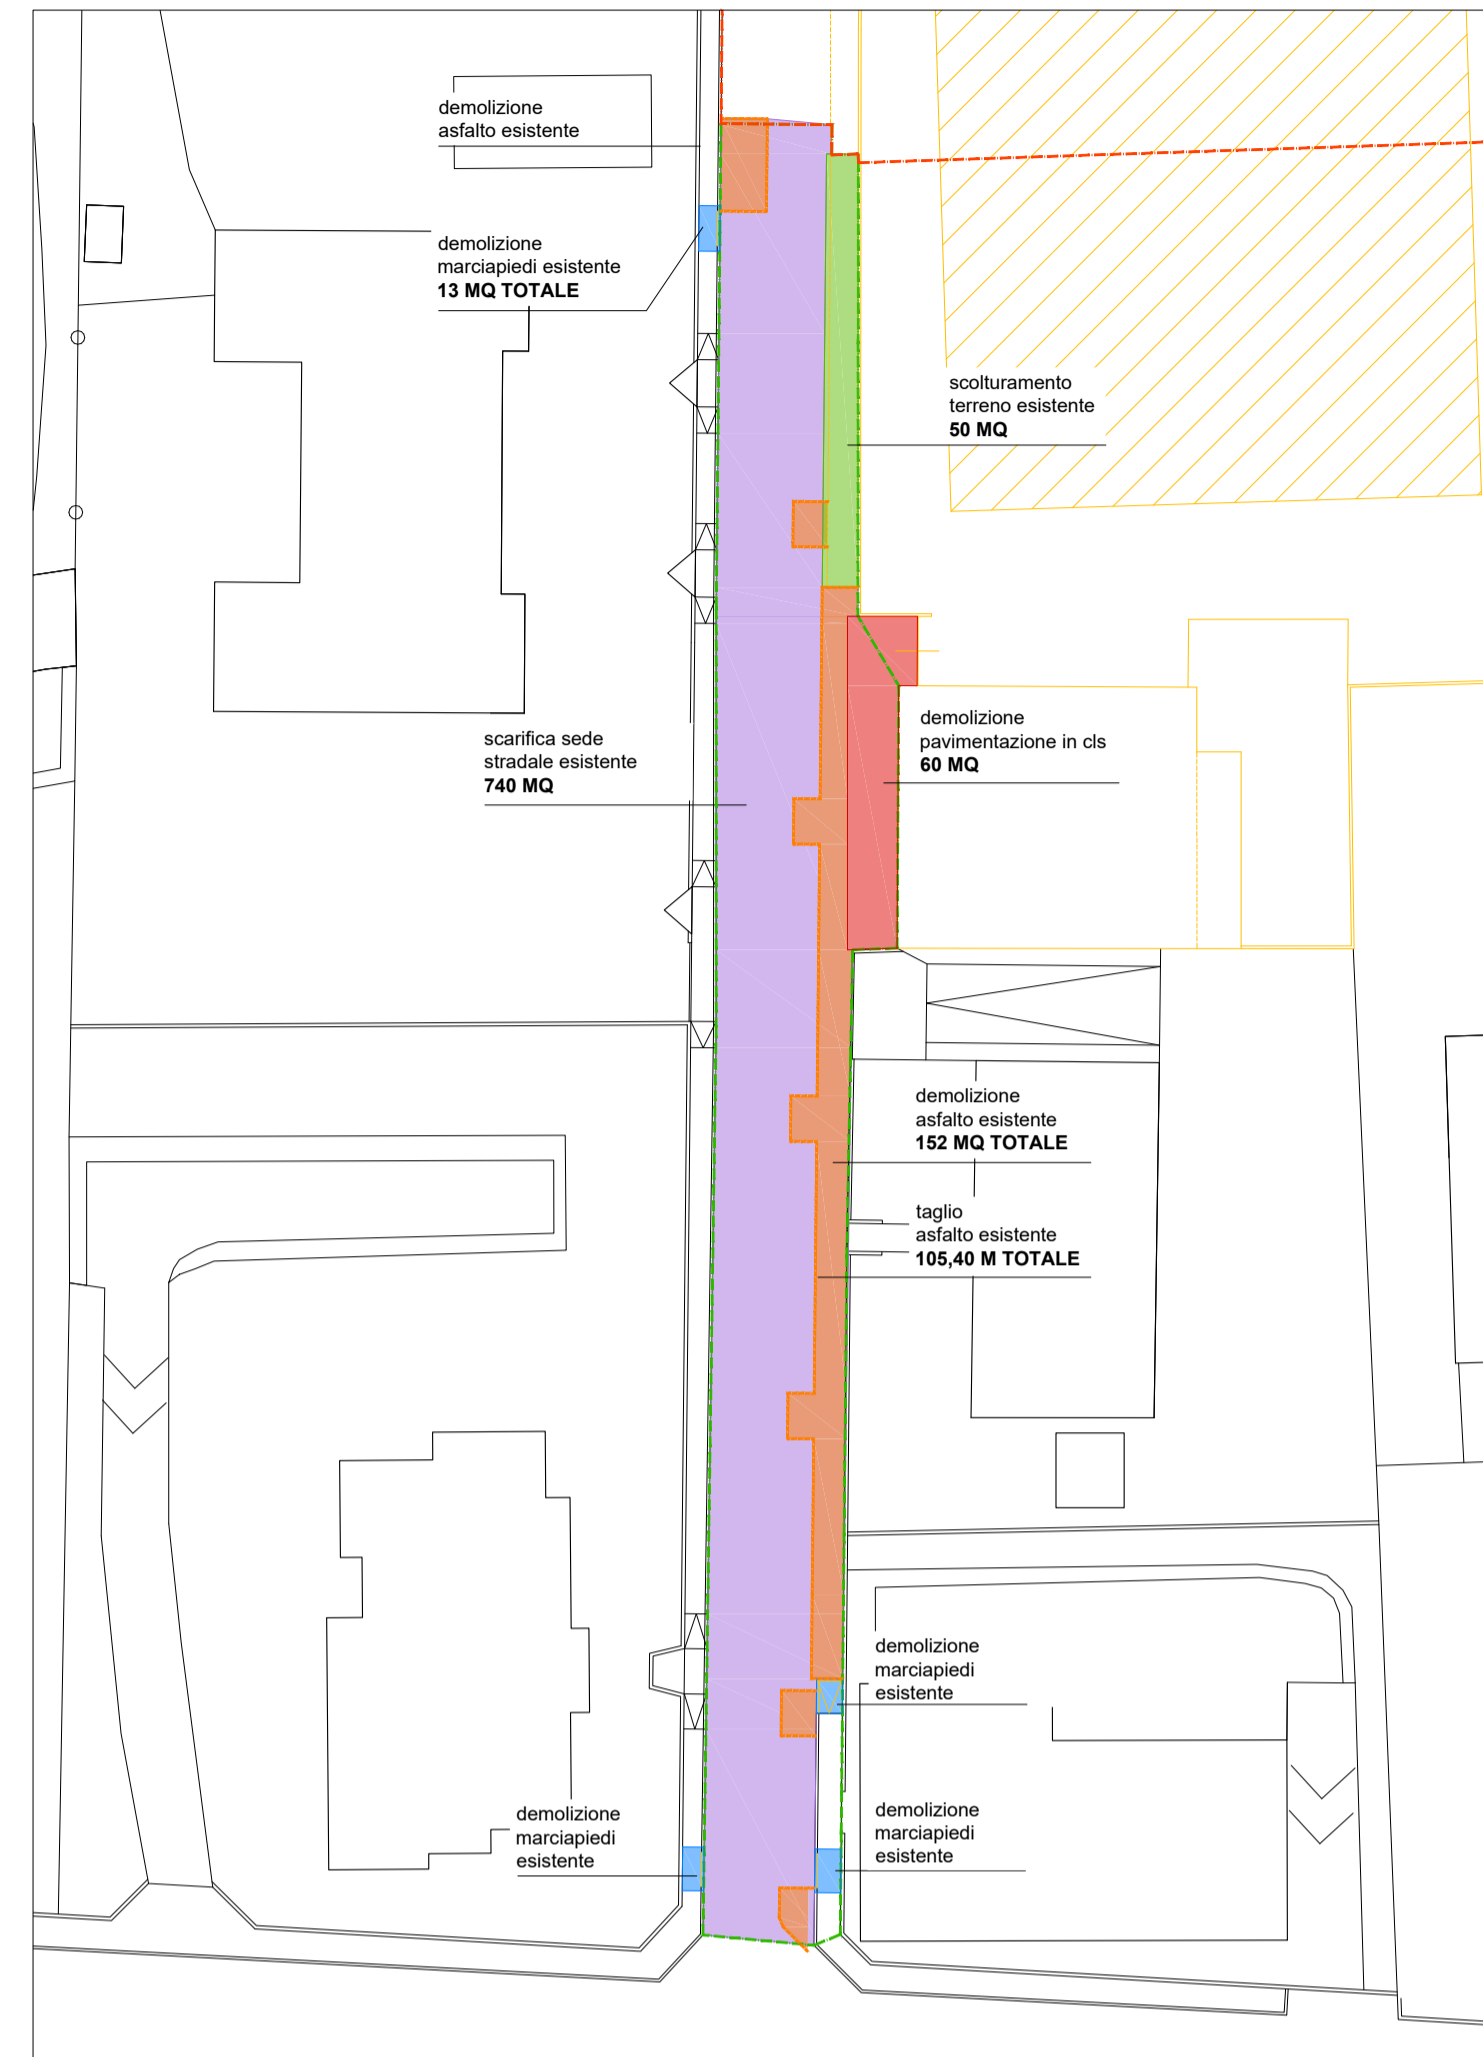 demolizione
asfalto esistente
demolizione
marciapiedi esistente
13 MQ TOTALE
scolturamento
terreno esistente
50 MQ
demolizione
pavimentazione in cls
60 MQ
scarifica sede
stradale esistente
740 MQ
demolizione
asfalto esistente
152 MQ TOTALE
taglio
asfalto esistente
105,40 M TOTALE
demolizione
marciapiedi
esistente
demolizione
marciapiedi
esistente
demolizione
marciapiedi
esistente